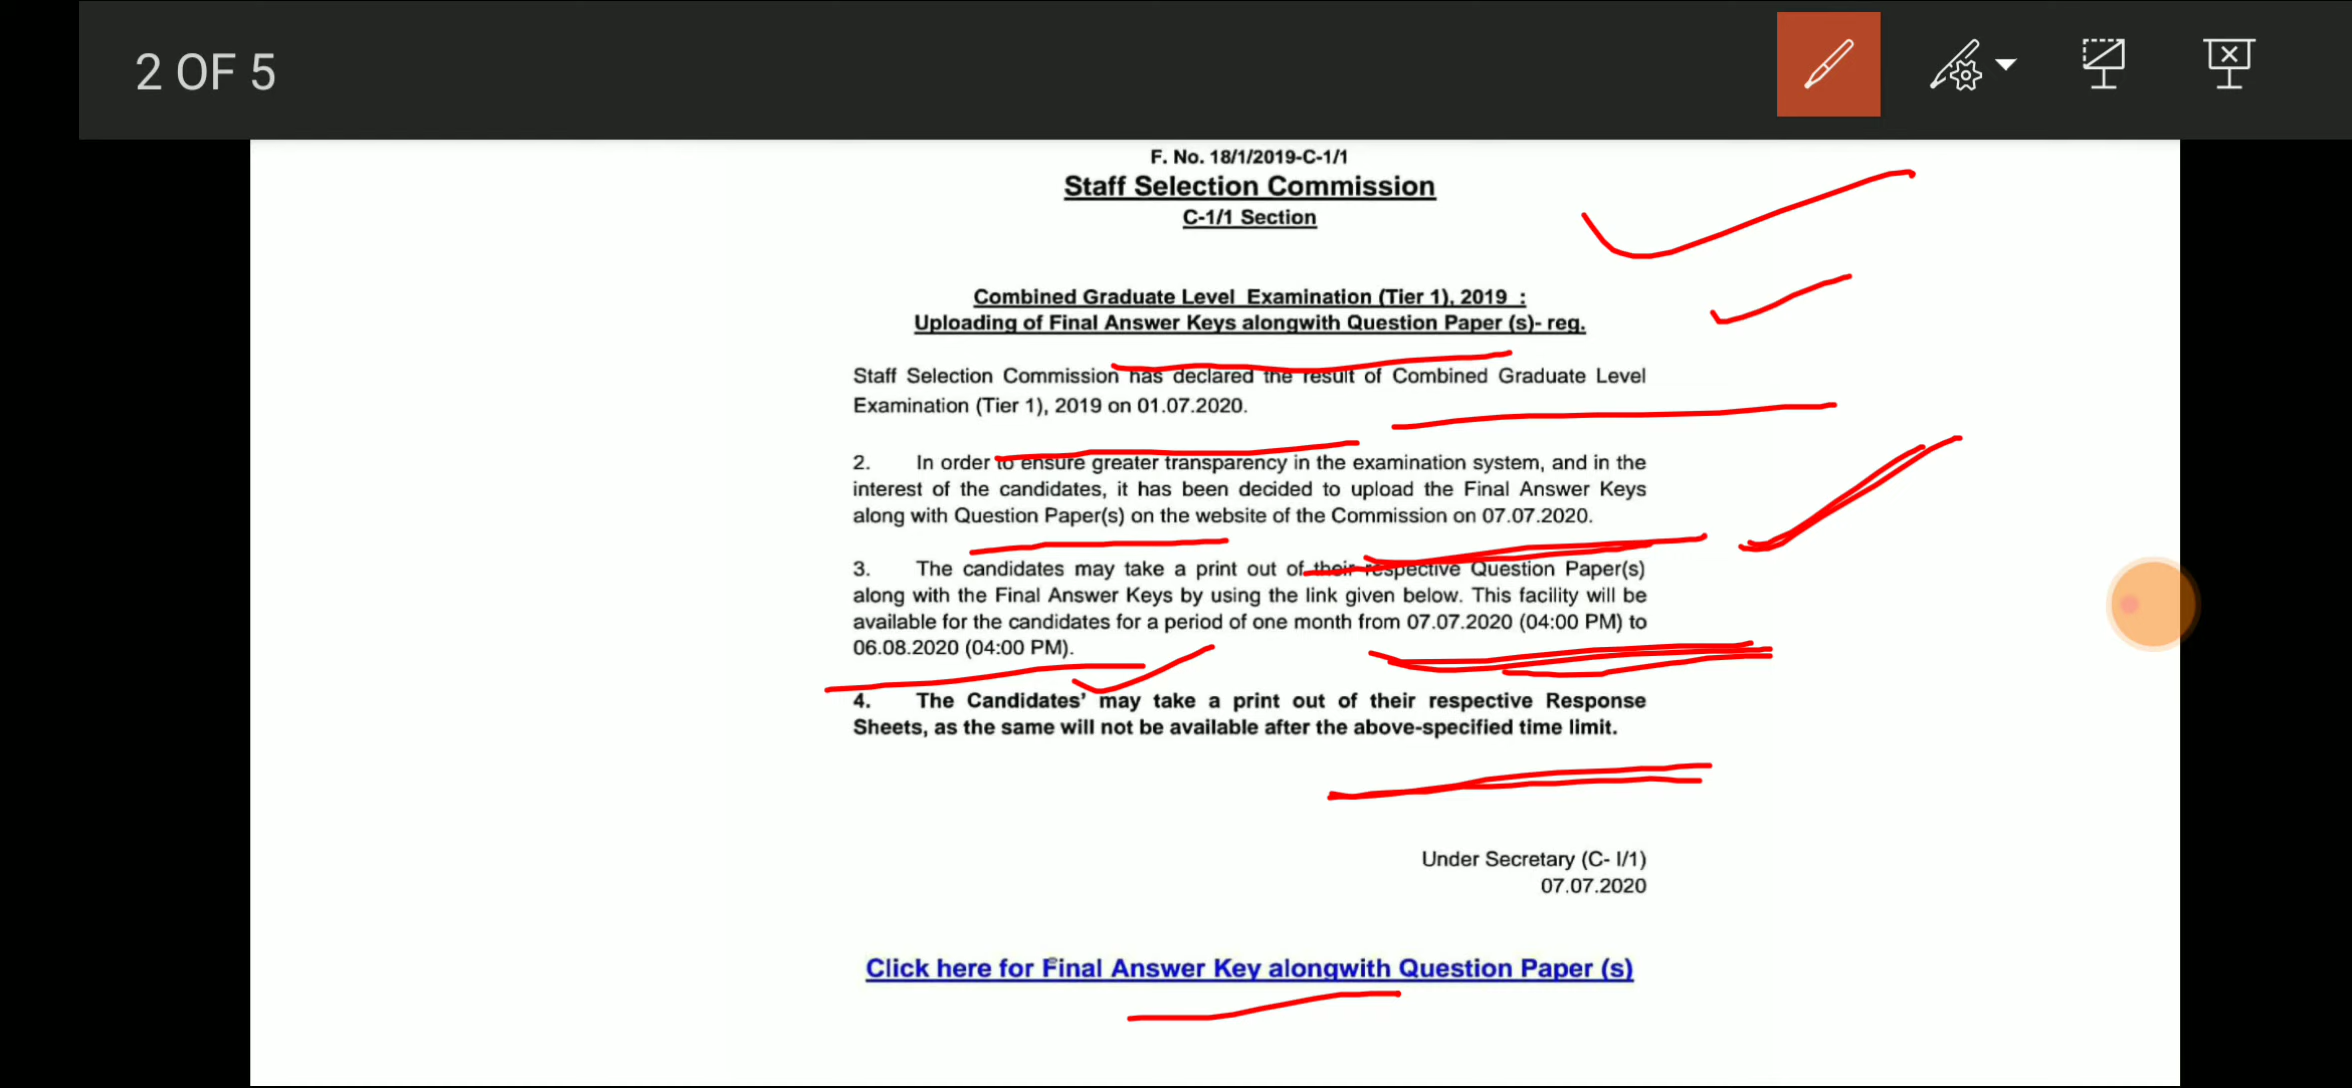 2 OF 5
F. No. 18/1/2019-C-1/1
Staff Selection Commission
C-1/1 Section
Combined Graduate Level Examination (Tier 1), 2019 :
Uploading of Final Answer Keys alongwith Question Paper (s)- reg.
Staff Selection Commission has declared the result of Combined Graduate Level
Examination (Tier 1), 2019 on 01.07.2020.
2. In order to ensure greater transparency in the examination system, and in the
interest of the candidates, it has been decided to upload the Final Answer Keys
along with Question Paper(s) on the website of the Commission on 07.07.2020.
3. The candidates may take a print out of their respective Question Paper(s)
along with the Final Answer Keys by using the link given below. This facility will be
available for the candidates for a period of one month from 07.07.2020 (04:00 PM) to
06.08.2020 (04:00 PM).
4. The Candidates’ may take a print out of their respective Response
Sheets, as the same will not be available after the above-specified time limit.
Under Secretary (C- I/1)
07.07.2020
Click here for Final Answer Key alongwith Question Paper (s)